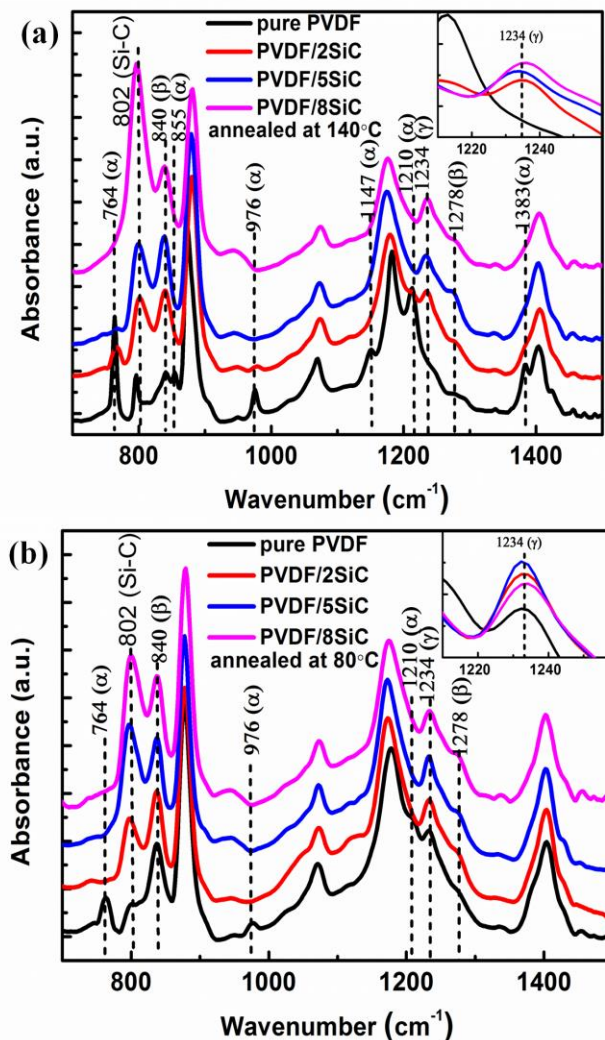 (a)
pure PVDF
PVDF/2SiC
PVDF/5SiC
PVDF/8SiC
annealed at 140°C
764 (α)
802 (Si-C)
840 (β)
855 (α)
976 (α)
1147 (α)
1210 (α)
1234 (γ)
1278(β)
1383(α)
1234 (γ)
1220 1240
Absorbance (a.u.)
800 1000 1200 1400
Wavenumber (cm-1)
(b)
pure PVDF
PVDF/2SiC
PVDF/5SiC
PVDF/8SiC
annealed at 80°C
764 (α)
802 (Si-C)
840 (β)
976 (α)
1210 (α)
1234 (γ)
1278 (β)
1234 (γ)
1220 1240
Absorbance (a.u.)
800 1000 1200 1400
Wavenumber (cm-1)